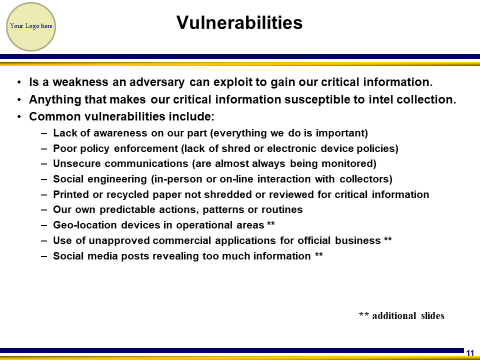 Your Logo here
Vulnerabilities
• Is a weakness an adversary can exploit to gain our critical information.
• Anything that makes our critical information susceptible to intel collection.
• Common vulnerabilities include:
– Lack of awareness on our part (everything we do is important)
– Poor policy enforcement (lack of shred or electronic device policies)
– Unsecure communications (are almost always being monitored)
– Social engineering (in-person or on-line interaction with collectors)
– Printed or recycled paper not shredded or reviewed for critical information
– Our own predictable actions, patterns or routines
– Geo-location devices in operational areas **
– Use of unapproved commercial applications for official business **
– Social media posts revealing too much information **
** additional slides
11